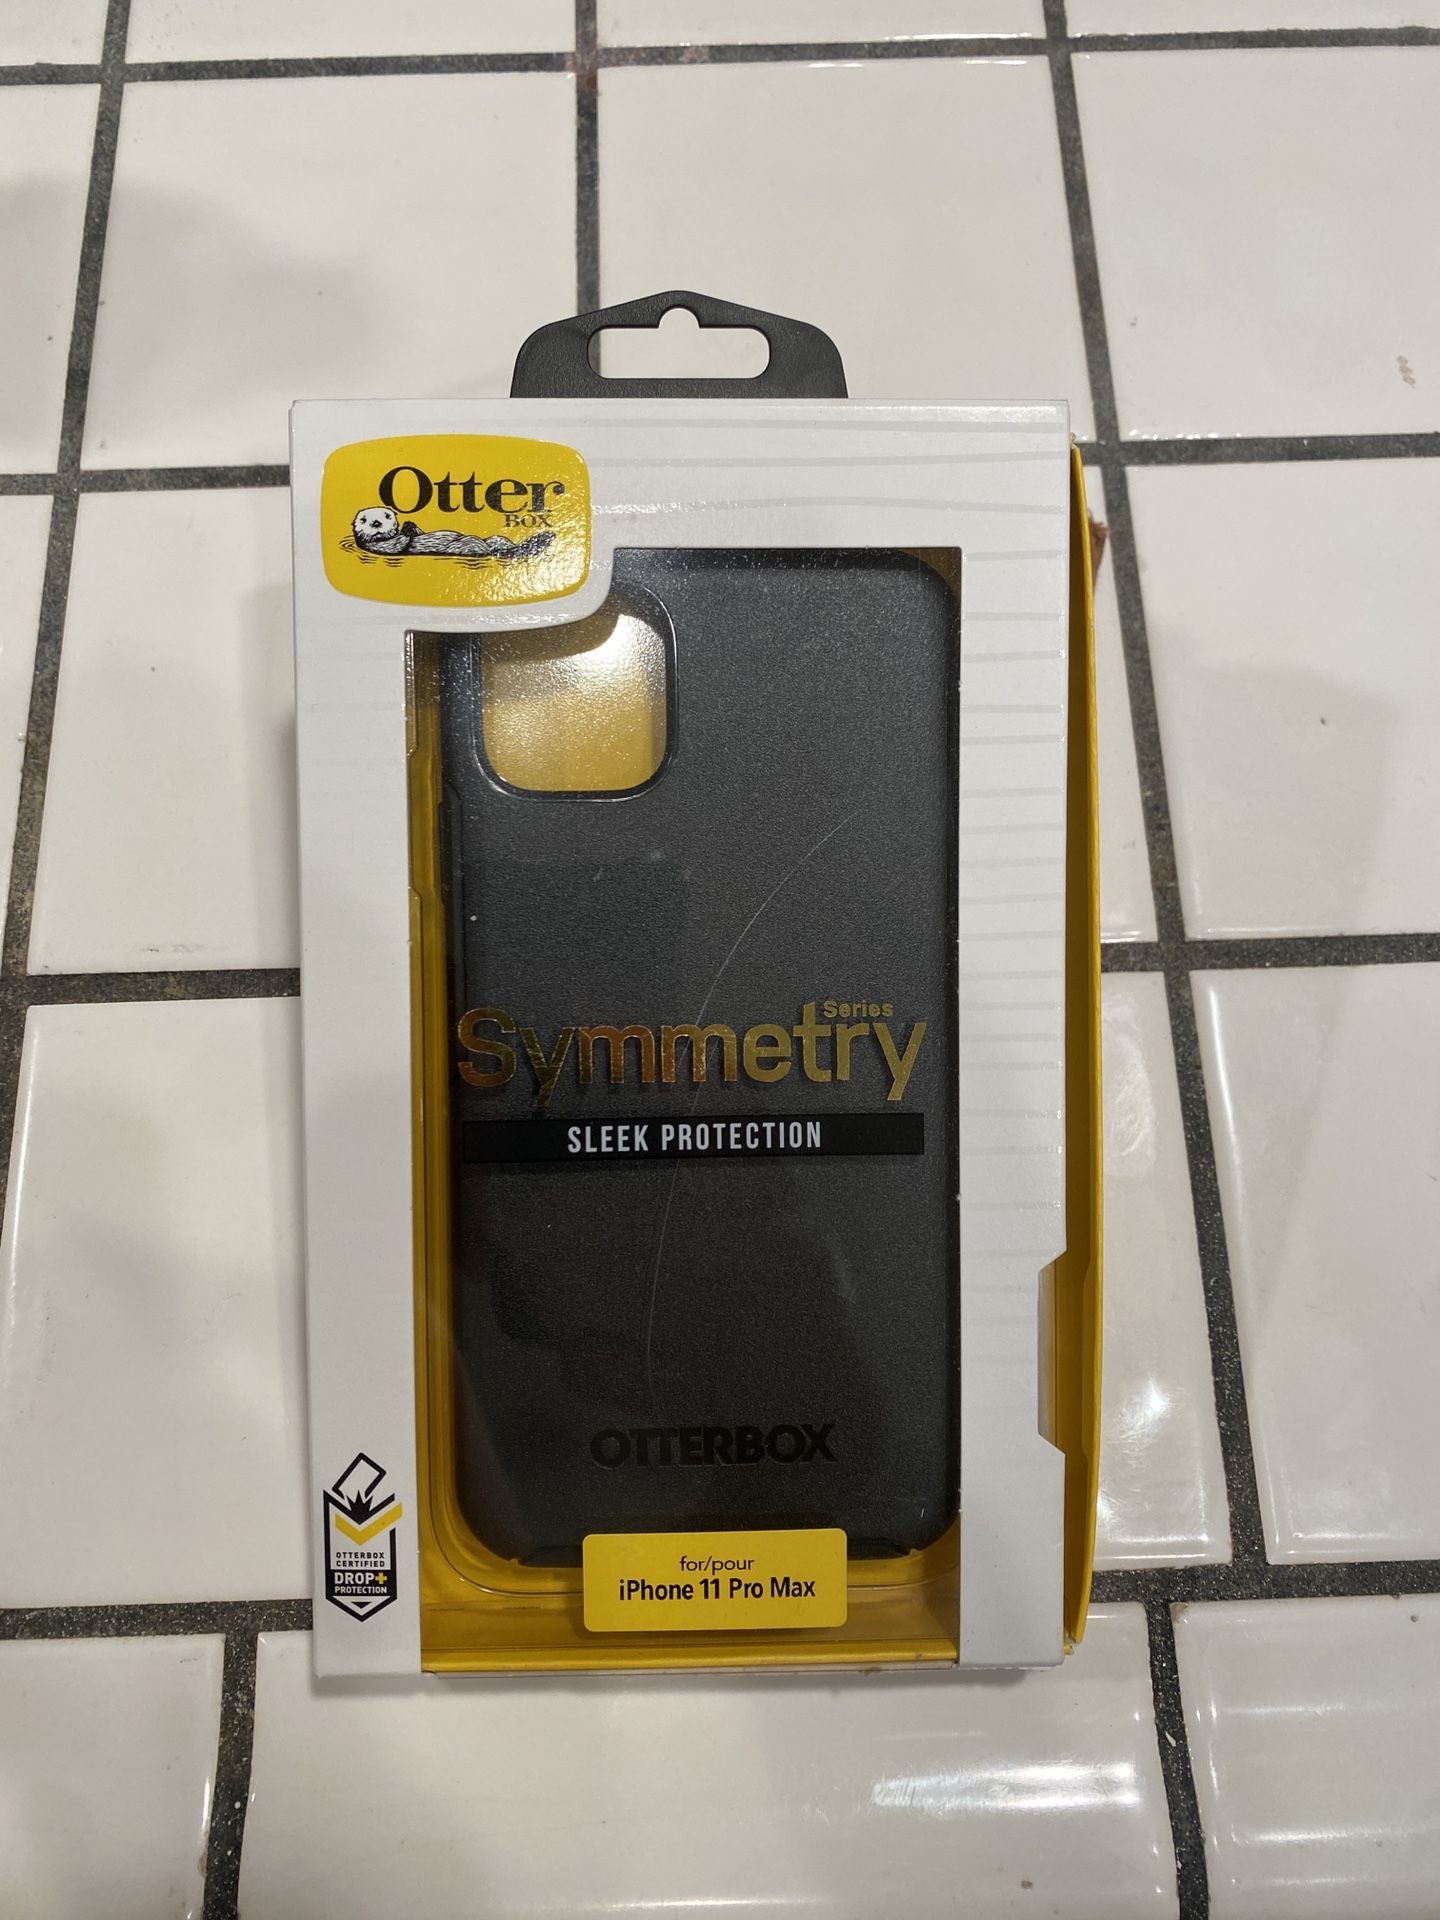 Otter
BOX
Series
Symmetry
SLEEK PROTECTION
OTTERBOX
OTTERBOX
CERTIFIED
DROP+
PROTECTION
for/pour
iPhone 11 Pro Max